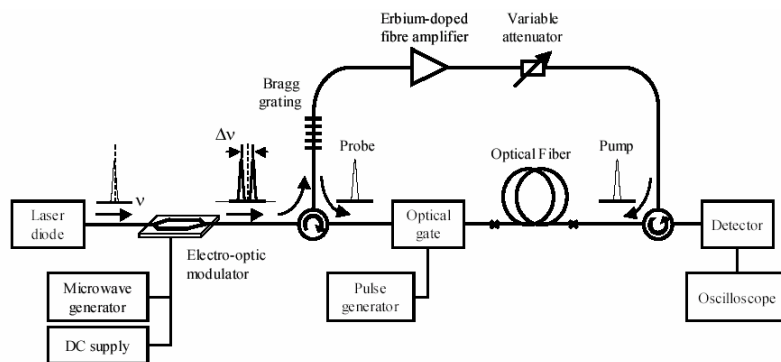 Erbium-doped
fibre amplifier
Variable
attenuator
Bragg
grating
Δν
Probe
Optical Fiber
Pump
ν
Laser
diode
Optical
gate
Detector
Electro-optic
modulator
Microwave
generator
Pulse
generator
Oscilloscope
DC supply